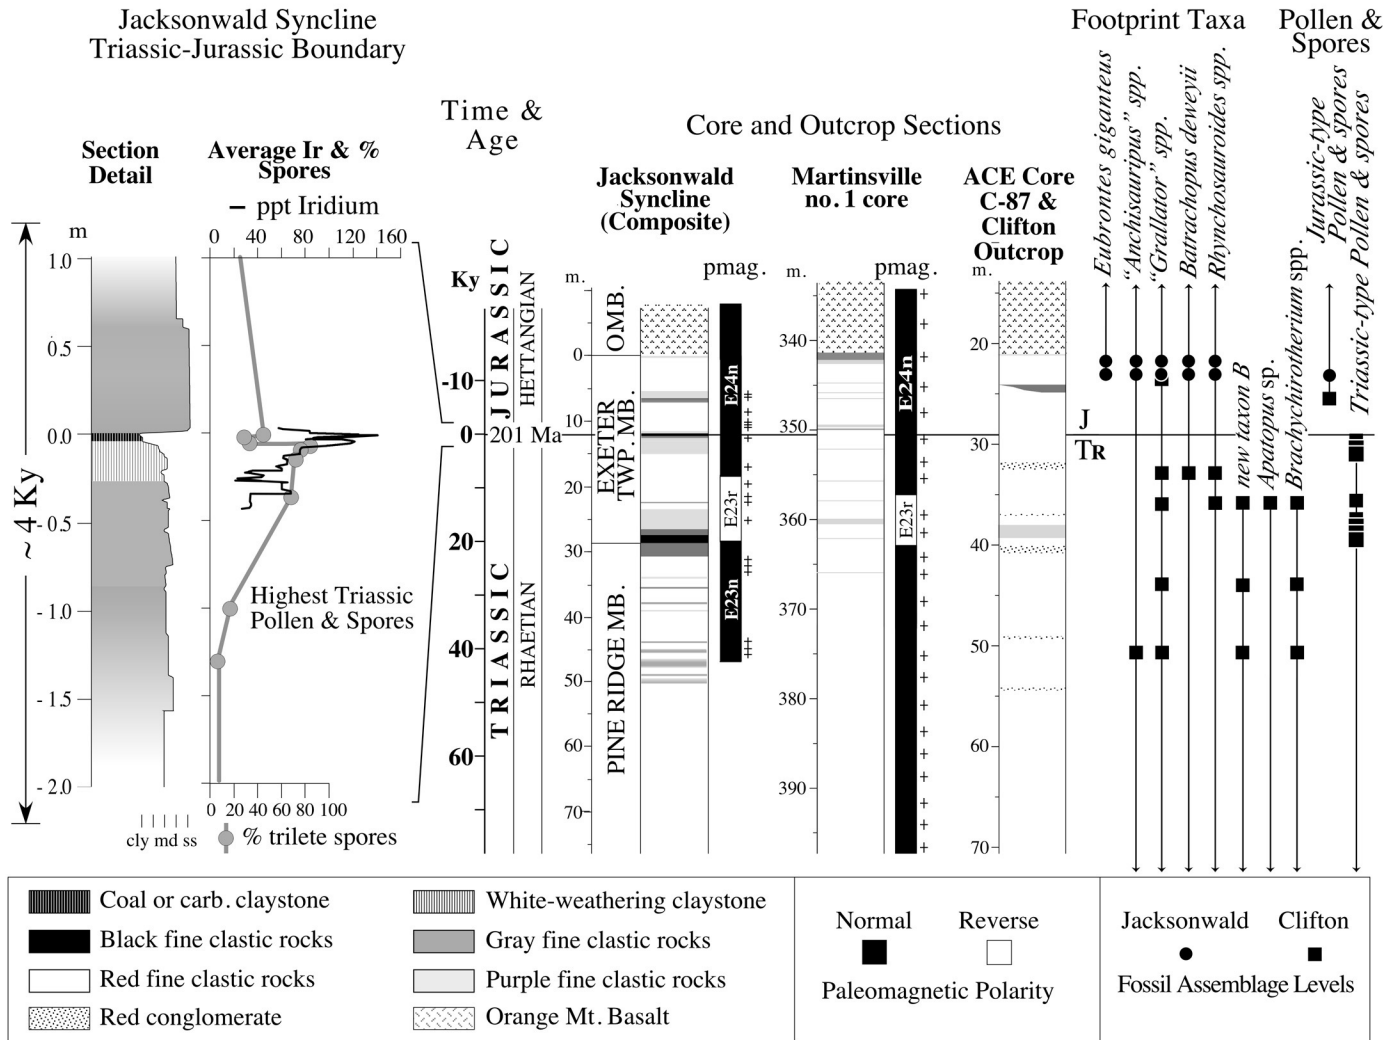 Jacksonwald Syncline
Triassic-Jurassic Boundary
Section
Detail
Average Ir & %
Spores
ppt Iridium
0 40 80 120 160
m
1.0
0.5
0.0
-0.5
-1.0
-1.5
-2.0
~ 4 Ky
cly md ss
0 20 40 60 80 100
% trilete spores
Highest Triassic
Pollen & Spores
Time &
Age
Ky
-10
0
20
40
60
JURASSIC
HETTANGIAN
201 Ma
TRIASSIC
RHAETIAN
Core and Outcrop Sections
Jacksonwald
Syncline
(Composite)
m.
pmag.
0
10
20
30
40
50
60
70
OMB.
EXETER
TWP. MB.
PINE RIDGE MB.
E24n
E23r
E23n
Martinsville
no. 1 core
m.
pmag.
340
350
360
370
380
390
E24n
E23r
ACE Core
C-87 &
Clifton
Outcrop
m.
20
30
40
50
60
70
J
TR
Footprint Taxa
Eubrontes giganteus
"Anchisauripus" spp.
"Grallator" spp.
Batrachopus deweyii
Rhynchosauroides spp.
new taxon B
Apatopus sp.
Brachychirotherium spp.
Pollen &
Spores
Jurassic-type
Pollen & spores
Triassic-type Pollen & spores
Coal or carb. claystone
Black fine clastic rocks
Red fine clastic rocks
Red conglomerate
White-weathering claystone
Gray fine clastic rocks
Purple fine clastic rocks
Orange Mt. Basalt
Normal Reverse
Paleomagnetic Polarity
Jacksonwald Clifton
Fossil Assemblage Levels